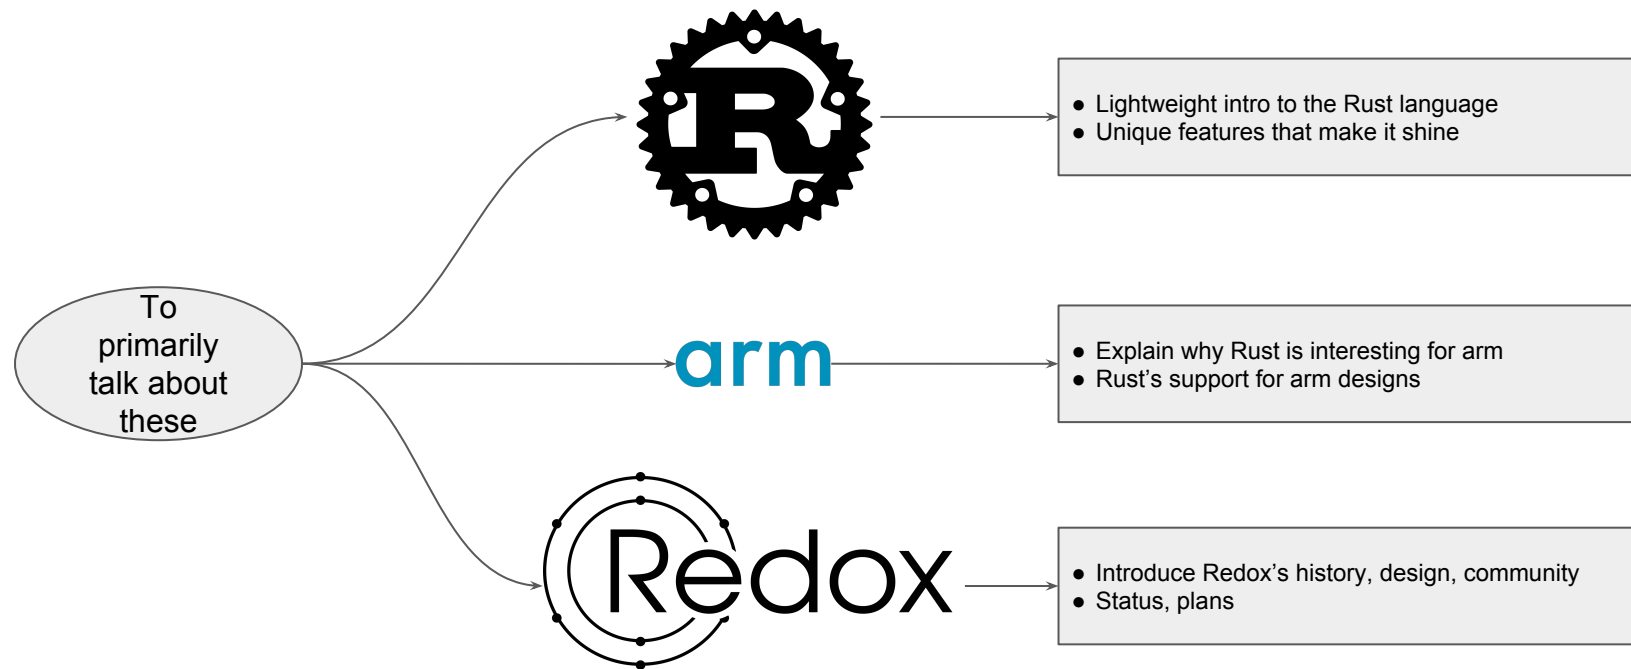 To
primarily
talk about
these
R
● Lightweight intro to the Rust language
● Unique features that make it shine
arm
● Explain why Rust is interesting for arm
● Rust’s support for arm designs
Redox
● Introduce Redox’s history, design, community
● Status, plans